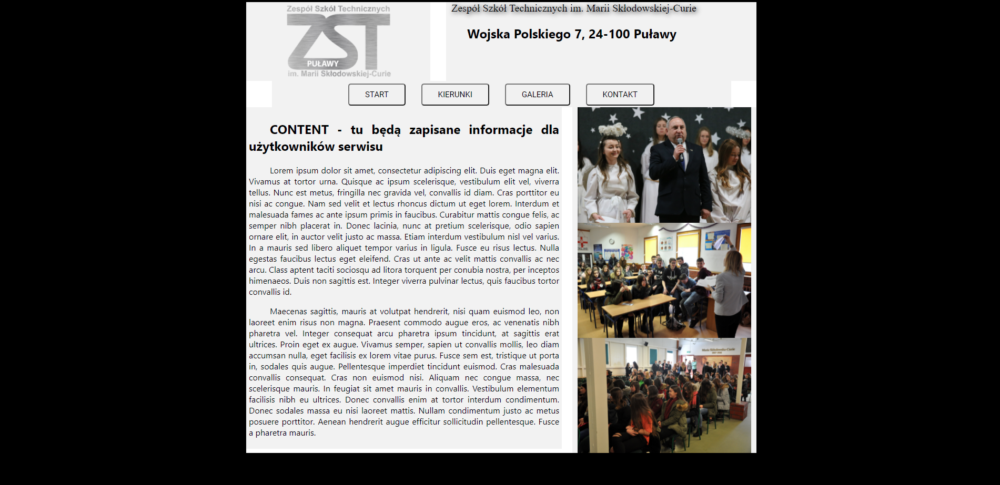 Zespół Szkół Technicznych
ZST
PUŁAWY
im. Marii Skłodowskiej-Curie
Zespół Szkół Technicznych im. Marii Skłodowskiej-Curie
Wojska Polskiego 7, 24-100 Puławy
START KIERUNKI GALERIA KONTAKT
CONTENT - tu będą zapisane informacje dla
użytkowników serwisu
Lorem ipsum dolor sit amet, consectetur adipiscing elit. Duis eget magna elit.
Vivamus at tortor urna. Quisque ac ipsum scelerisque, vestibulum elit vel, viverra
tellus. Nunc est metus, fringilla nec gravida vel, convallis id diam. Cras porttitor eu
nisi ac congue. Nam sed velit et lectus rhoncus dictum ut eget lorem. Interdum et
malesuada fames ac ante ipsum primis in faucibus. Curabitur mattis congue felis, ac
semper nibh placerat in. Donec lacinia, nunc at pretium scelerisque, odio sapien
ornare elit, in auctor velit justo ac massa. Etiam interdum vestibulum nisl vel varius.
In a mauris sed libero aliquet tempor varius in ligula. Fusce eu risus lectus. Nulla
egestas faucibus lectus eget eleifend. Cras ut ante ac velit mattis convallis ac nec
arcu. Class aptent taciti sociosqu ad litora torquent per conubia nostra, per inceptos
himenaeos. Duis non sagittis est. Integer viverra pulvinar lectus, quis faucibus tortor
convallis id.
Maecenas sagittis, mauris at volutpat hendrerit, nisi quam euismod leo, non
laoreet enim risus non magna. Praesent commodo augue eros, ac venenatis nibh
pharetra vel. Integer consequat arcu pharetra ipsum tincidunt, at sagittis erat
ultrices. Proin eget ex augue. Vivamus semper, sapien ut convallis mollis, leo diam
accumsan nulla, eget facilisis ex lorem vitae purus. Fusce sem est, tristique ut porta
in, sodales quis augue. Pellentesque imperdiet tincidunt euismod. Cras malesuada
convallis consequat. Cras non euismod nisi. Aliquam nec congue massa, nec
scelerisque mauris. In feugiat sit amet mauris in convallis. Vestibulum elementum
facilisis nibh eu ultrices. Donec convallis enim at tortor interdum condimentum.
Donec sodales massa eu nisi laoreet mattis. Nullam condimentum justo ac metus
posuere porttitor. Aenean hendrerit augue efficitur sollicitudin pellentesque. Fusce
a pharetra mauris.
Maria Skłodowska-Curie